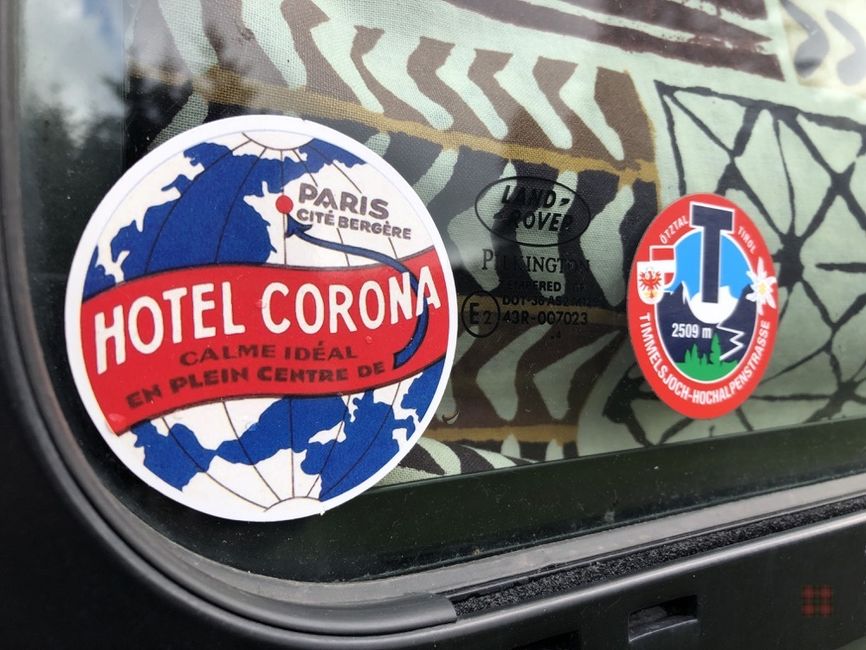 PARIS
CITÉ BERGÈRE
HOTEL CORONA
CALME IDÉAL
EN PLEIN CENTRE DE
LAND-
ROVER
PILKINGTON
TEMPERED
E2
43R-007023
ÖTZTAL
TIROL
T
2509 m
TIMMELSJOCH-HOCHALPENSTRASSE